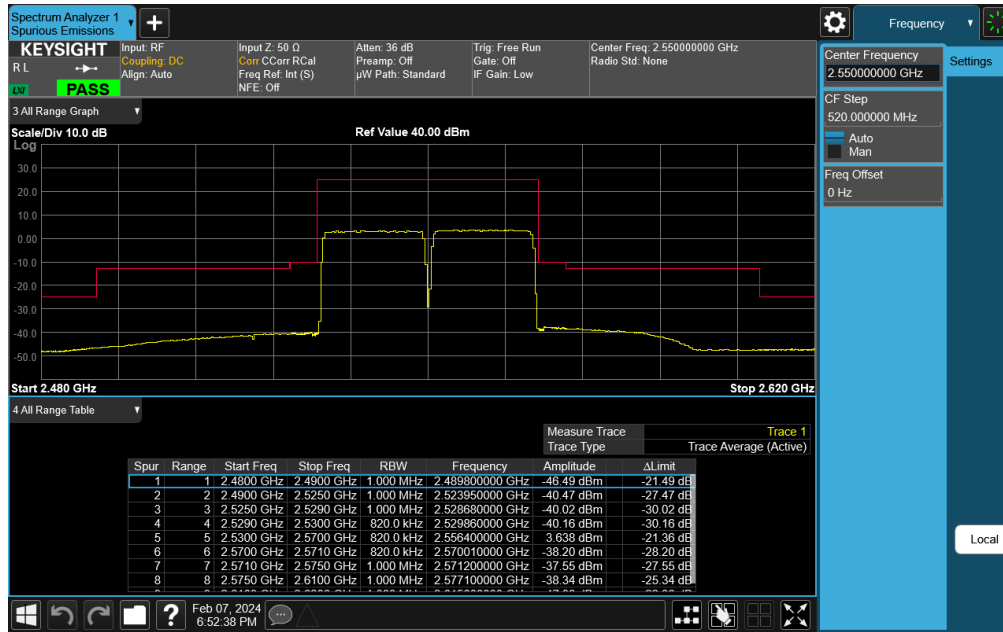 Spectrum Analyzer 1
Spurious Emissions
Frequency
KEYSIGHT
R L
LXI
PASS
Input: RF
Coupling: DC
Align: Auto
Input Z: 50 Ω
Corr CCorr RCal
Freq Ref: Int (S)
NFE: Off
Atten: 36 dB
Preamp: Off
µW Path: Standard
Trig: Free Run
Gate: Off
IF Gain: Low
Center Freq: 2.550000000 GHz
Radio Std: None
Center Frequency
2.550000000 GHz
Settings
CF Step
520.000000 MHz
Auto
Man
Freq Offset
0 Hz
Local
3 All Range Graph
Scale/Div 10.0 dB
Ref Value 40.00 dBm
Log
30.0
20.0
10.0
0.00
-10.0
-20.0
-30.0
-40.0
-50.0
Start 2.480 GHz
Stop 2.620 GHz
4 All Range Table
Measure Trace Trace 1
Trace Type Trace Average (Active)
Spur Range Start Freq Stop Freq RBW Frequency Amplitude ΔLimit
1 1 2.4800 GHz 2.4900 GHz 1.000 MHz 2.489800000 GHz -46.49 dBm -21.49 dB
2 2 2.4900 GHz 2.5250 GHz 1.000 MHz 2.523950000 GHz -40.47 dBm -27.47 dB
3 3 2.5250 GHz 2.5290 GHz 1.000 MHz 2.528680000 GHz -40.02 dBm -30.02 dB
4 4 2.5290 GHz 2.5300 GHz 820.0 kHz 2.529860000 GHz -40.16 dBm -30.16 dB
5 5 2.5300 GHz 2.5700 GHz 820.0 kHz 2.556400000 GHz 3.638 dBm -21.36 dB
6 6 2.5700 GHz 2.5710 GHz 820.0 kHz 2.570010000 GHz -38.20 dBm -28.20 dB
7 7 2.5710 GHz 2.5750 GHz 1.000 MHz 2.571200000 GHz -37.55 dBm -27.55 dB
8 8 2.5750 GHz 2.6100 GHz 1.000 MHz 2.577100000 GHz -38.34 dBm -25.34 dB
Feb 07, 2024
6:52:38 PM